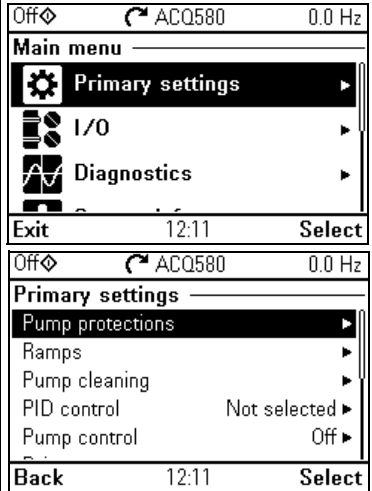 Off ACQ580 0.0 Hz
Main menu
Primary settings
I/O
Diagnostics
Exit 12:11 Select
Off ACQ580 0.0 Hz
Primary settings
Pump protections
Ramps
Pump cleaning
PID control Not selected
Pump control Off
Back 12:11 Select